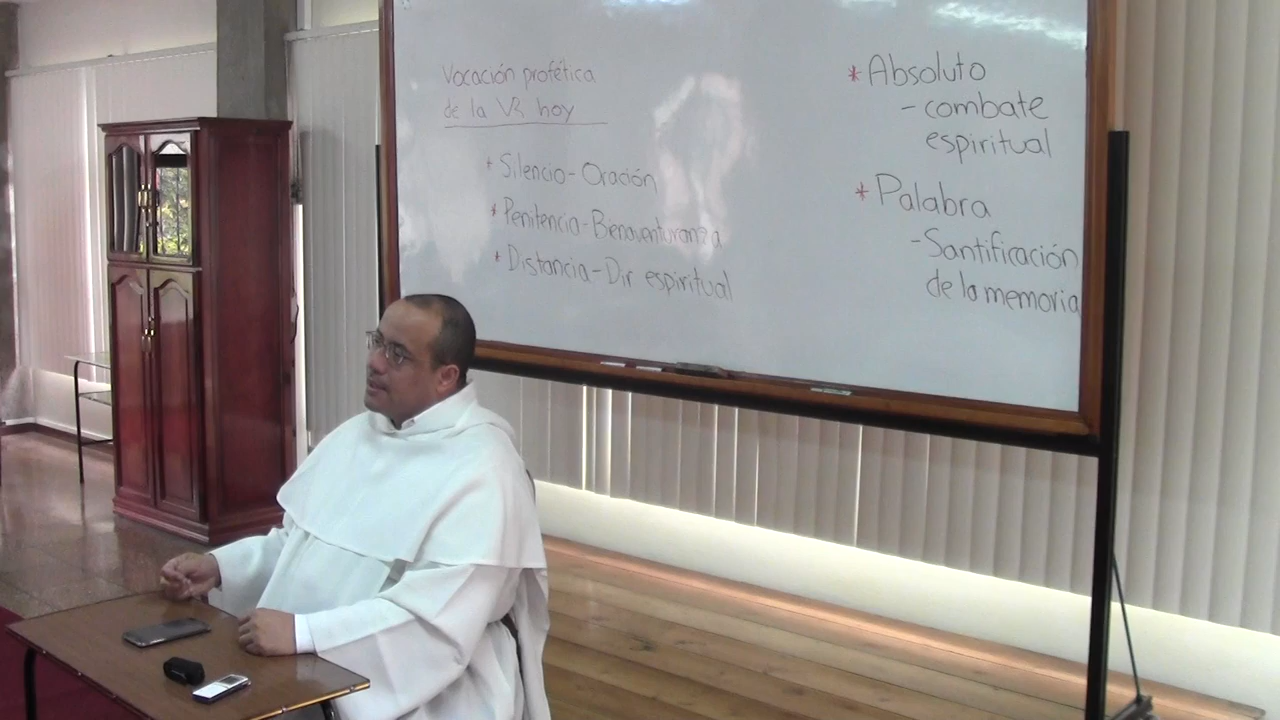 Vocación profética
de la VR hoy
* Silencio-Oración
* Penitencia-Bienaventuranza
* Distancia-Dir espiritual
* Absoluto
- combate
espiritual
* Palabra
- Santificación
de la memoria